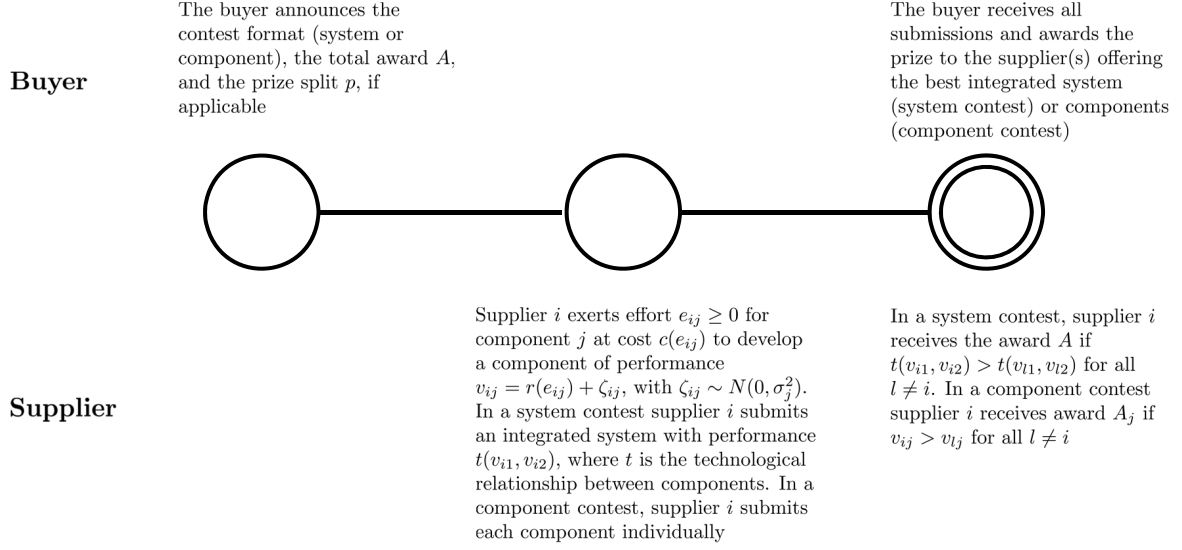 The buyer announces the
contest format (system or
component), the total award A,
and the prize split p, if
applicable
The buyer receives all
submissions and awards the
prize to the supplier(s) offering
the best integrated system
(system contest) or components
(component contest)
Buyer
Supplier i exerts effort e_{ij} ≥ 0 for
component j at cost c(e_{ij}) to develop
a component of performance
v_{ij} = r(e_{ij}) + ζ_{ij}, with ζ_{ij} ∼ N(0, σ_j^2).
In a system contest supplier i submits
an integrated system with performance
t(v_{i1}, v_{i2}), where t is the technological
relationship between components. In a
component contest, supplier i submits
each component individually
In a system contest, supplier i
receives the award A if
t(v_{i1}, v_{i2}) > t(v_{l1}, v_{l2}) for all
l ≠ i. In a component contest
supplier i receives award A_j if
v_{ij} > v_{lj} for all l ≠ i
Supplier